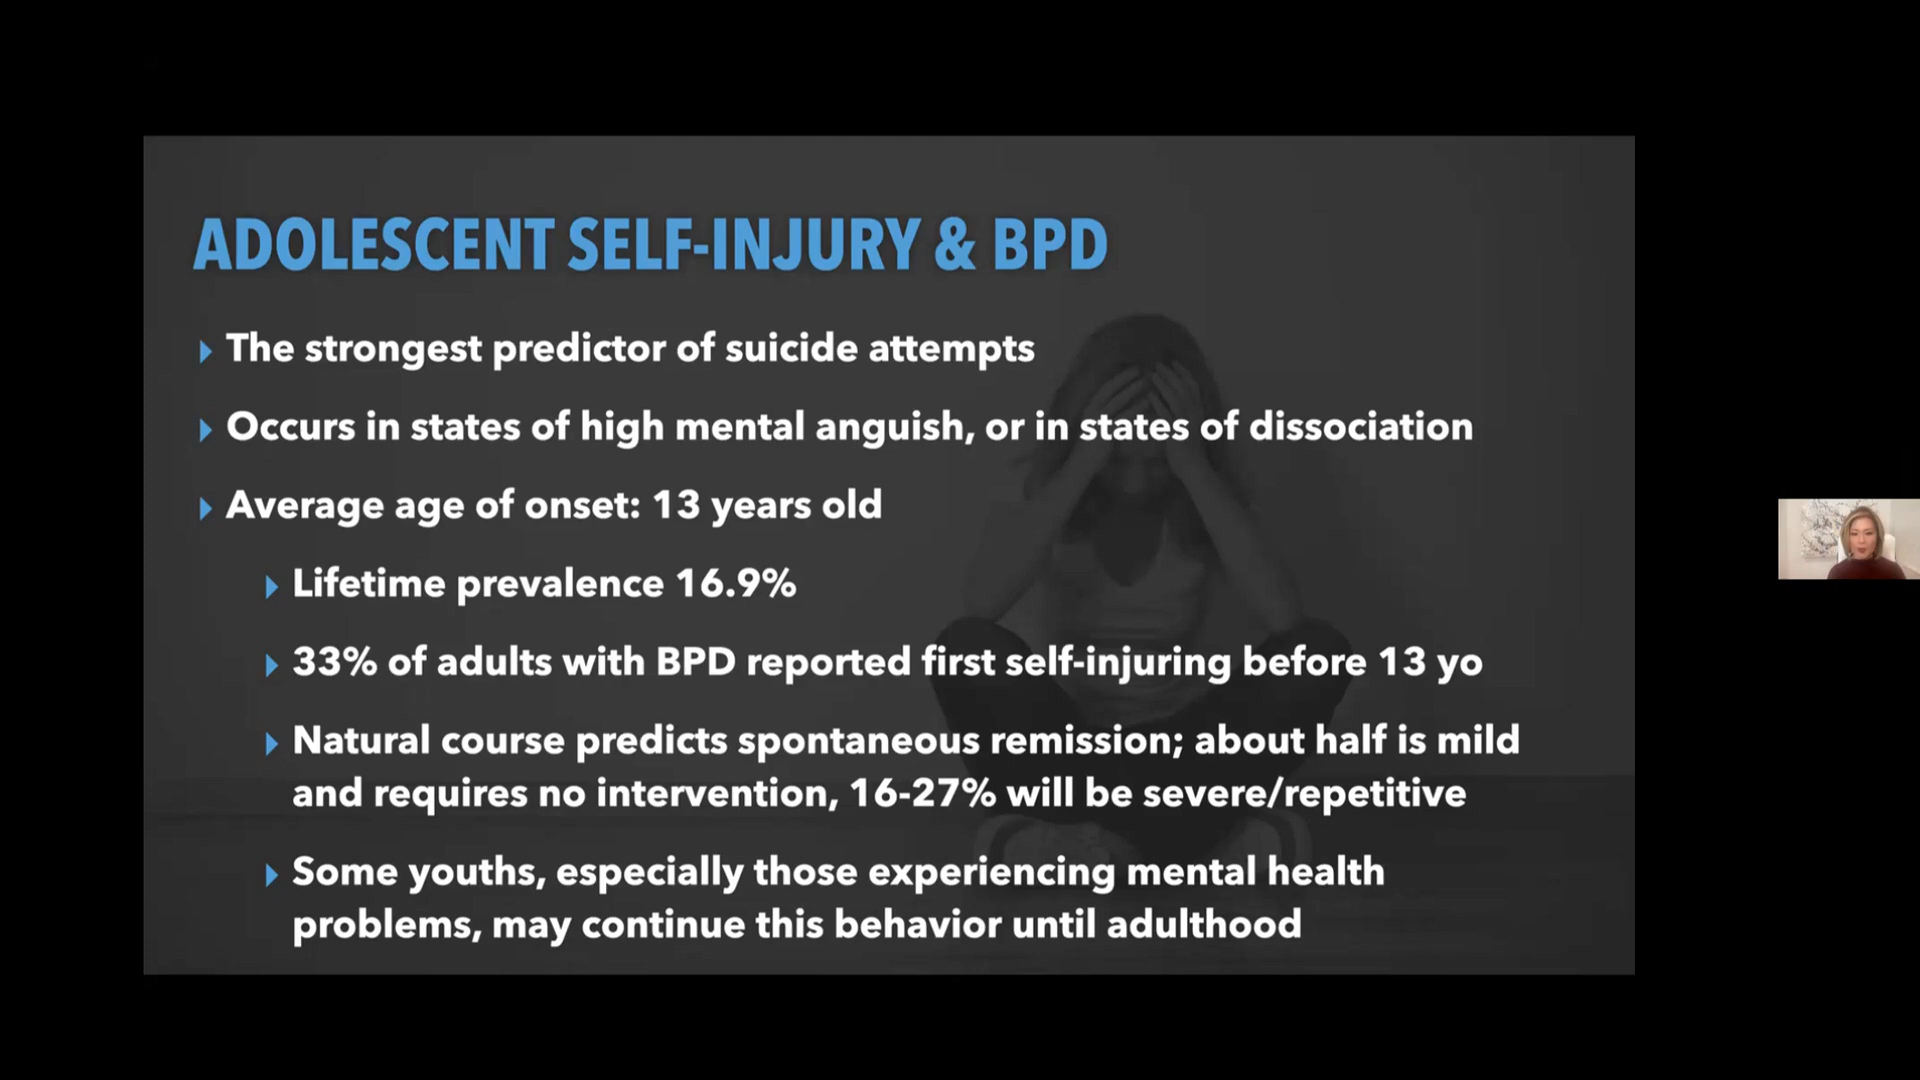 ADOLESCENT SELF-INJURY & BPD
The strongest predictor of suicide attempts
Occurs in states of high mental anguish, or in states of dissociation
Average age of onset: 13 years old
Lifetime prevalence 16.9%
33% of adults with BPD reported first self-injuring before 13 yo
Natural course predicts spontaneous remission; about half is mild
and requires no intervention, 16-27% will be severe/repetitive
Some youths, especially those experiencing mental health
problems, may continue this behavior until adulthood